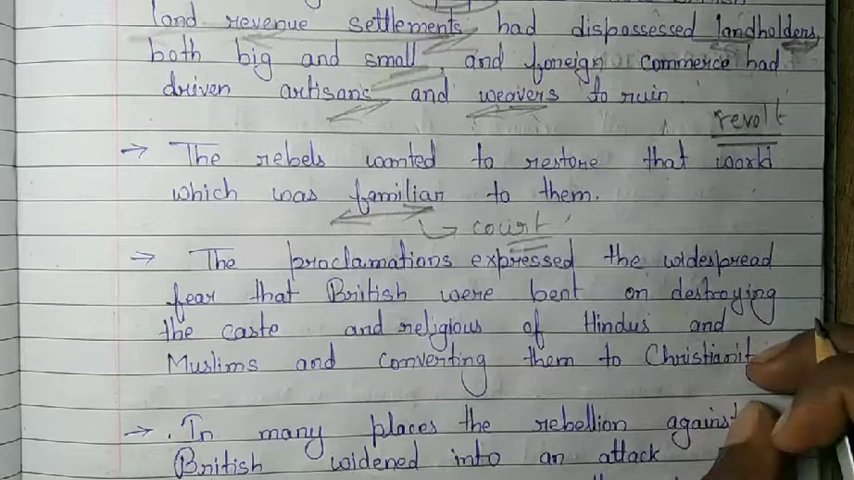 land revenue settlements had dispossessed landholders,
both big and small, and foreign commerce had
driven artisans and weavers to ruin
revolt
→ The rebels wanted to restore that world
which was familian to them.
↳ court
→ The proclamations expressed the widespread
fear that British were bent on destroying
the caste and religious of Hindus and
Muslims and converting them to Christianit
→ . In many places the rebellion against
British widened into an attack